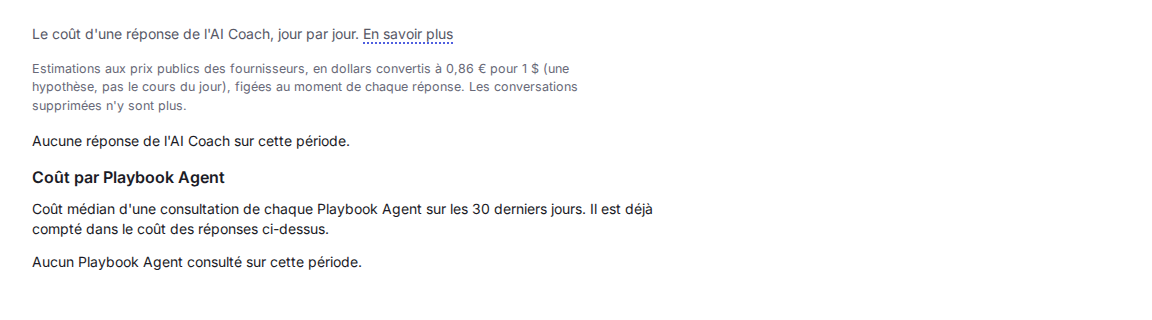 Le coût d'une réponse de l'AI Coach, jour par jour. En savoir plus
Estimations aux prix publics des fournisseurs, en dollars convertis à 0,86 € pour 1 $ (une
hypothèse, pas le cours du jour), figées au moment de chaque réponse. Les conversations
supprimées n'y sont plus.
Aucune réponse de l'AI Coach sur cette période.
Coût par Playbook Agent
Coût médian d'une consultation de chaque Playbook Agent sur les 30 derniers jours. Il est déjà
compté dans le coût des réponses ci-dessus.
Aucun Playbook Agent consulté sur cette période.